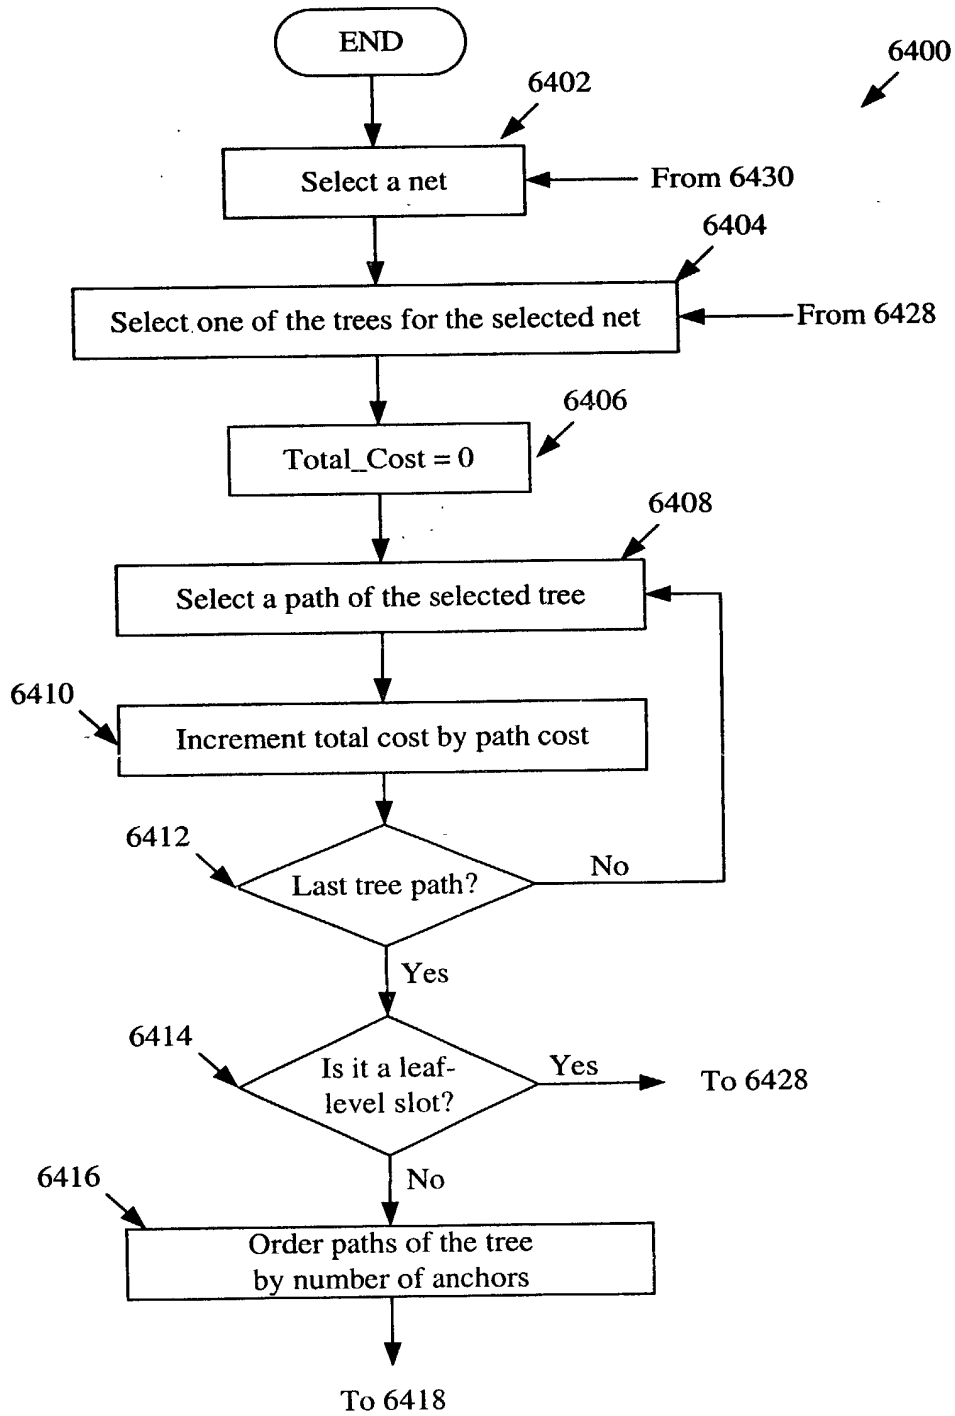 END
6400
6402
Select a net
From 6430
6404
Select one of the trees for the selected net
From 6428
6406
Total_Cost = 0
6408
Select a path of the selected tree
6410
Increment total cost by path cost
6412
Last tree path?
No
Yes
6414
Is it a leaf-
level slot?
Yes
To 6428
No
6416
Order paths of the tree
by number of anchors
To 6418